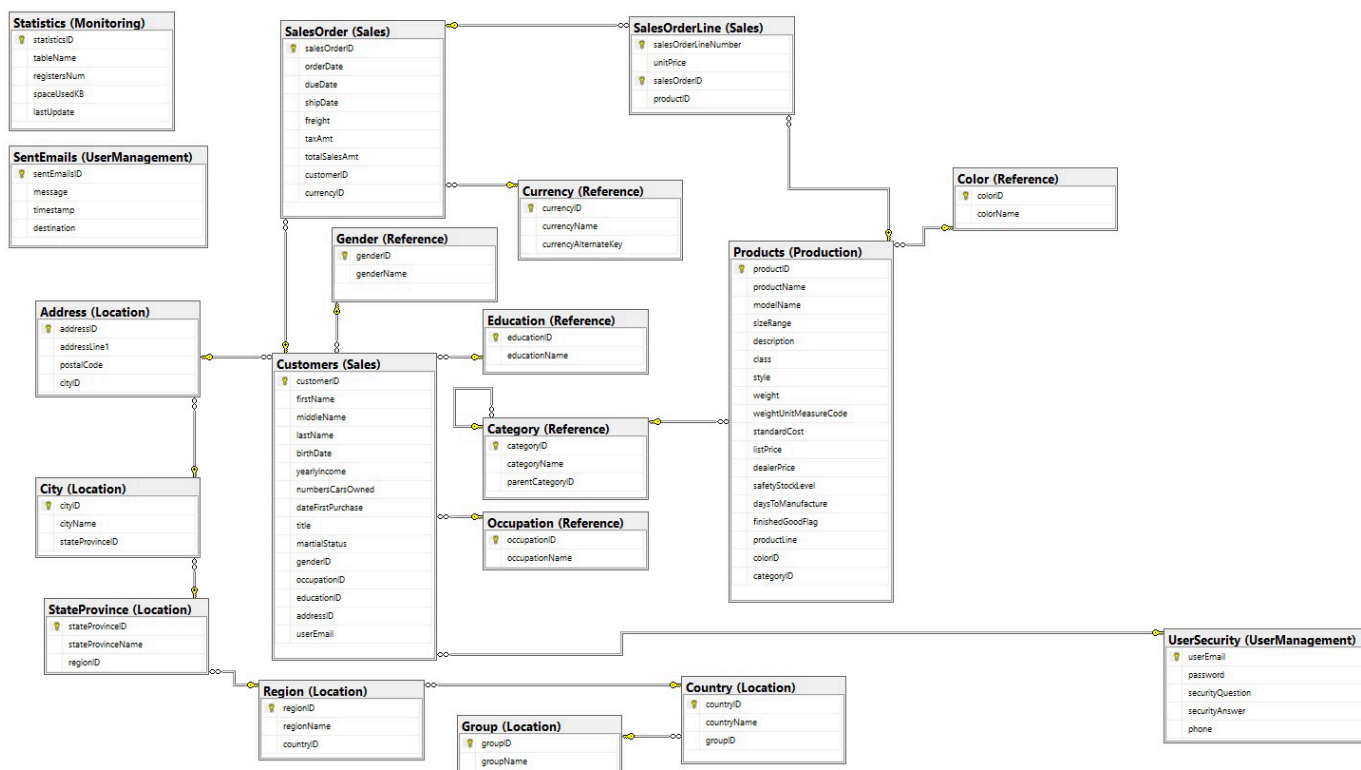 Statistics (Monitoring)
statisticsID
tableName
registersNum
spaceUsedKB
lastUpdate
SentEmails (UserManagement)
sentEmailsID
message
timestamp
destination
SalesOrder (Sales)
salesOrderID
orderDate
dueDate
shipDate
freight
taxAmt
totalSalesAmt
customerID
currencyID
SalesOrderLine (Sales)
salesOrderLineNumber
unitPrice
salesOrderID
productID
Currency (Reference)
currencyID
currencyName
currencyAlternateKey
Color (Reference)
colorID
colorName
Gender (Reference)
genderID
genderName
Products (Production)
productID
productName
modelName
sizeRange
description
class
style
weight
weightUnitMeasureCode
standardCost
listPrice
dealerPrice
safetyStockLevel
daysToManufacture
finishedGoodFlag
productLine
colorID
categoryID
Address (Location)
addressID
addressLine1
postalCode
cityID
Education (Reference)
educationID
educationName
Customers (Sales)
customerID
firstName
middleName
lastName
birthDate
yearlyIncome
numbersCarsOwned
dateFirstPurchase
title
martialStatus
genderID
occupationID
educationID
addressID
userEmail
Category (Reference)
categoryID
categoryName
parentCategoryID
City (Location)
cityID
cityName
stateProvinceID
Occupation (Reference)
occupationID
occupationName
StateProvince (Location)
stateProvinceID
stateProvinceName
regionID
UserSecurity (UserManagement)
userEmail
password
securityQuestion
securityAnswer
phone
Region (Location)
regionID
regionName
countryID
Country (Location)
countryID
countryName
groupID
Group (Location)
groupID
groupName